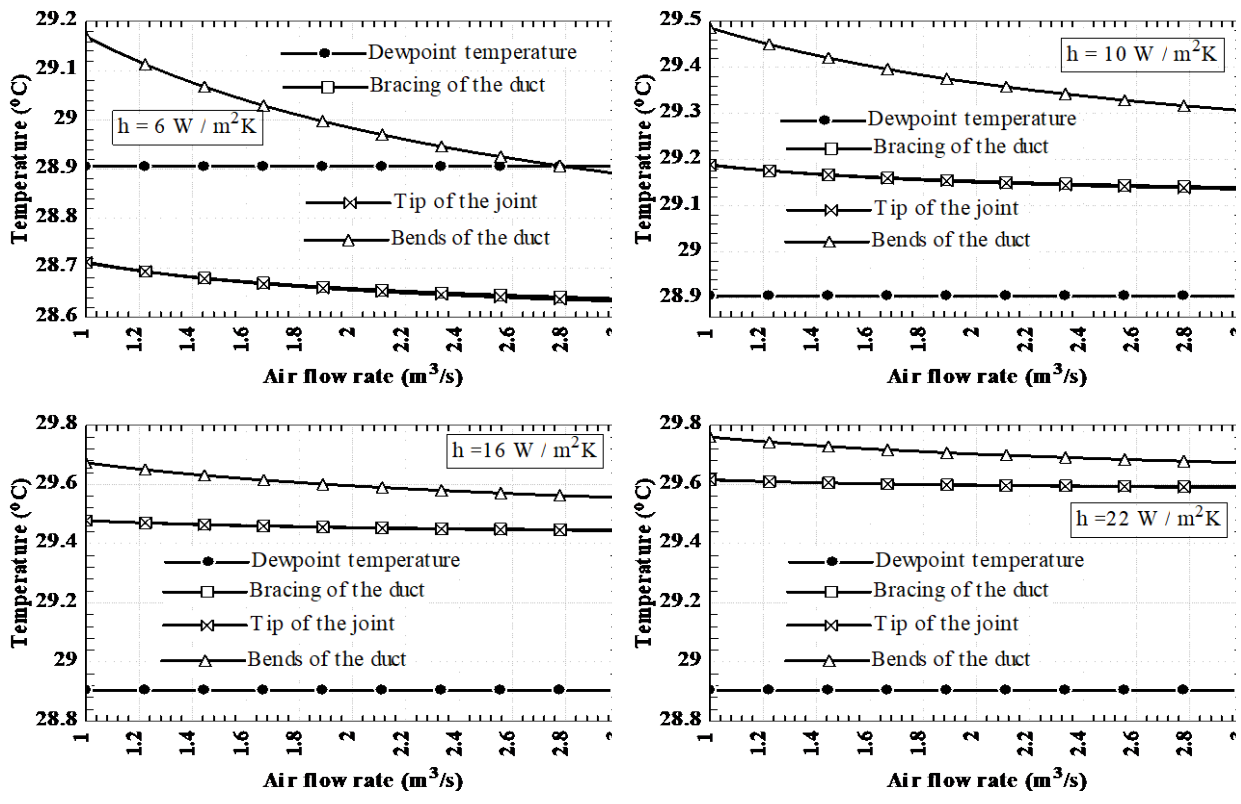 29.2
29.1
29
28.9
28.8
28.7
28.6
Temperature (⁰C)
Dewpoint temperature
Bracing of the duct
h = 6 W / m²K
Tip of the joint
Bends of the duct
1
1.2
1.4
1.6
1.8
2
2.2
2.4
2.6
2.8
3
Air flow rate (m³/s)
29.5
29.4
29.3
29.2
29.1
29
28.9
Temperature (⁰C)
h = 10 W / m²K
Dewpoint temperature
Bracing of the duct
Tip of the joint
Bends of the duct
1
1.2
1.4
1.6
1.8
2
2.2
2.4
2.6
2.8
3
Air flow rate (m³/s)
29.8
29.6
29.4
29.2
29
28.8
Temperature (⁰C)
h =16 W / m²K
Dewpoint temperature
Bracing of the duct
Tip of the joint
Bends of the duct
1
1.2
1.4
1.6
1.8
2
2.2
2.4
2.6
2.8
3
Air flow rate (m³/s)
29.8
29.6
29.4
29.2
29
28.8
Temperature (⁰C)
h =22 W / m²K
Dewpoint temperature
Bracing of the duct
Tip of the joint
Bends of the duct
1
1.2
1.4
1.6
1.8
2
2.2
2.4
2.6
2.8
3
Air flow rate (m³/s)